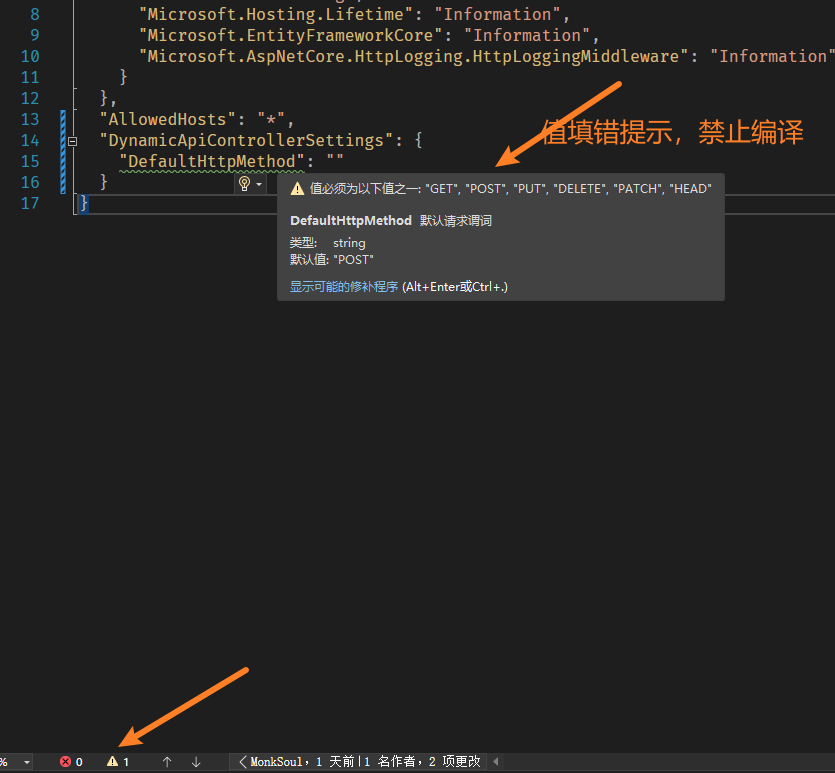 8 "Microsoft.Hosting.Lifetime": "Information",
9 "Microsoft.EntityFrameworkCore": "Information",
10 "Microsoft.AspNetCore.HttpLogging.HttpLoggingMiddleware": "Information"
11 }
12 },
13 "AllowedHosts": "*",
14 "DynamicApiControllerSettings": {
值填错提示，禁止编译
15 "DefaultHttpMethod": ""
16 }
值必须为以下值之一: "GET", "POST", "PUT", "DELETE", "PATCH", "HEAD"
17 }
DefaultHttpMethod 默认请求谓词
类型: string
默认值: "POST"
显示可能的修补程序 (Alt+Enter或Ctrl+.)
% 0 1 MonkSoul，1 天前|1 名作者，2 项更改